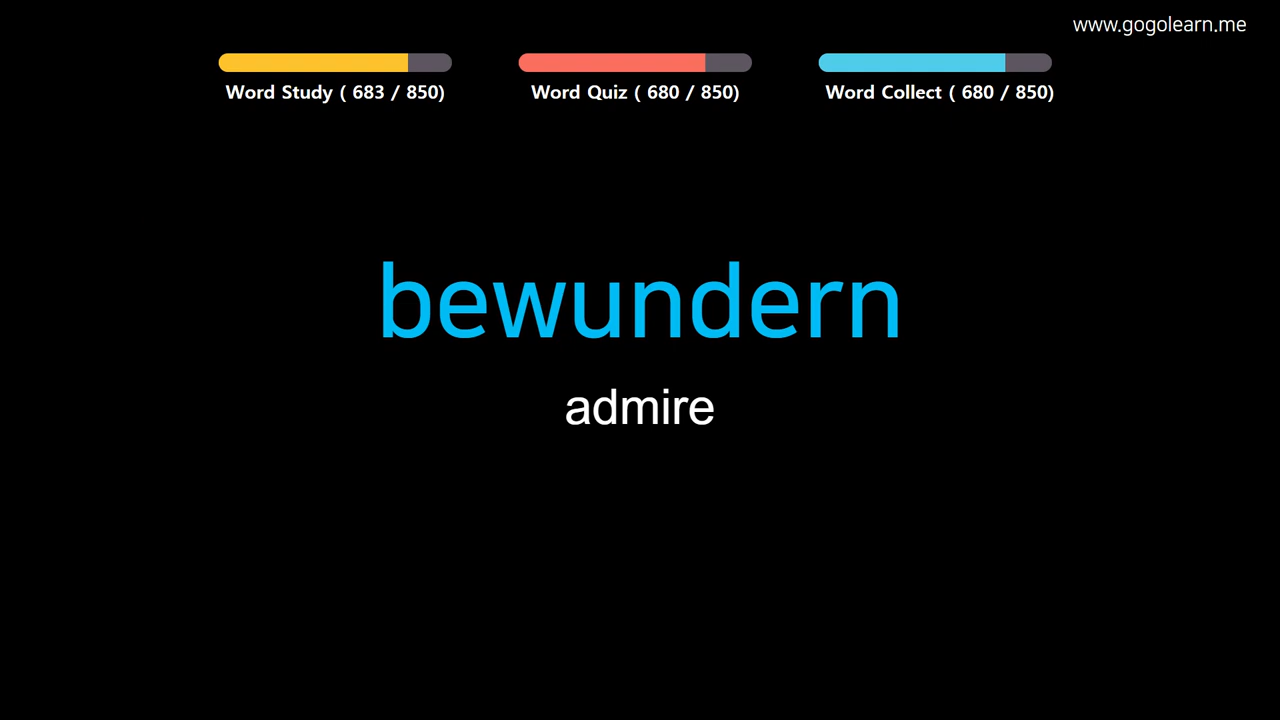 www.gogolearn.me
Word Study ( 683 / 850)
Word Quiz ( 680 / 850)
Word Collect ( 680 / 850)
bewundern
admire